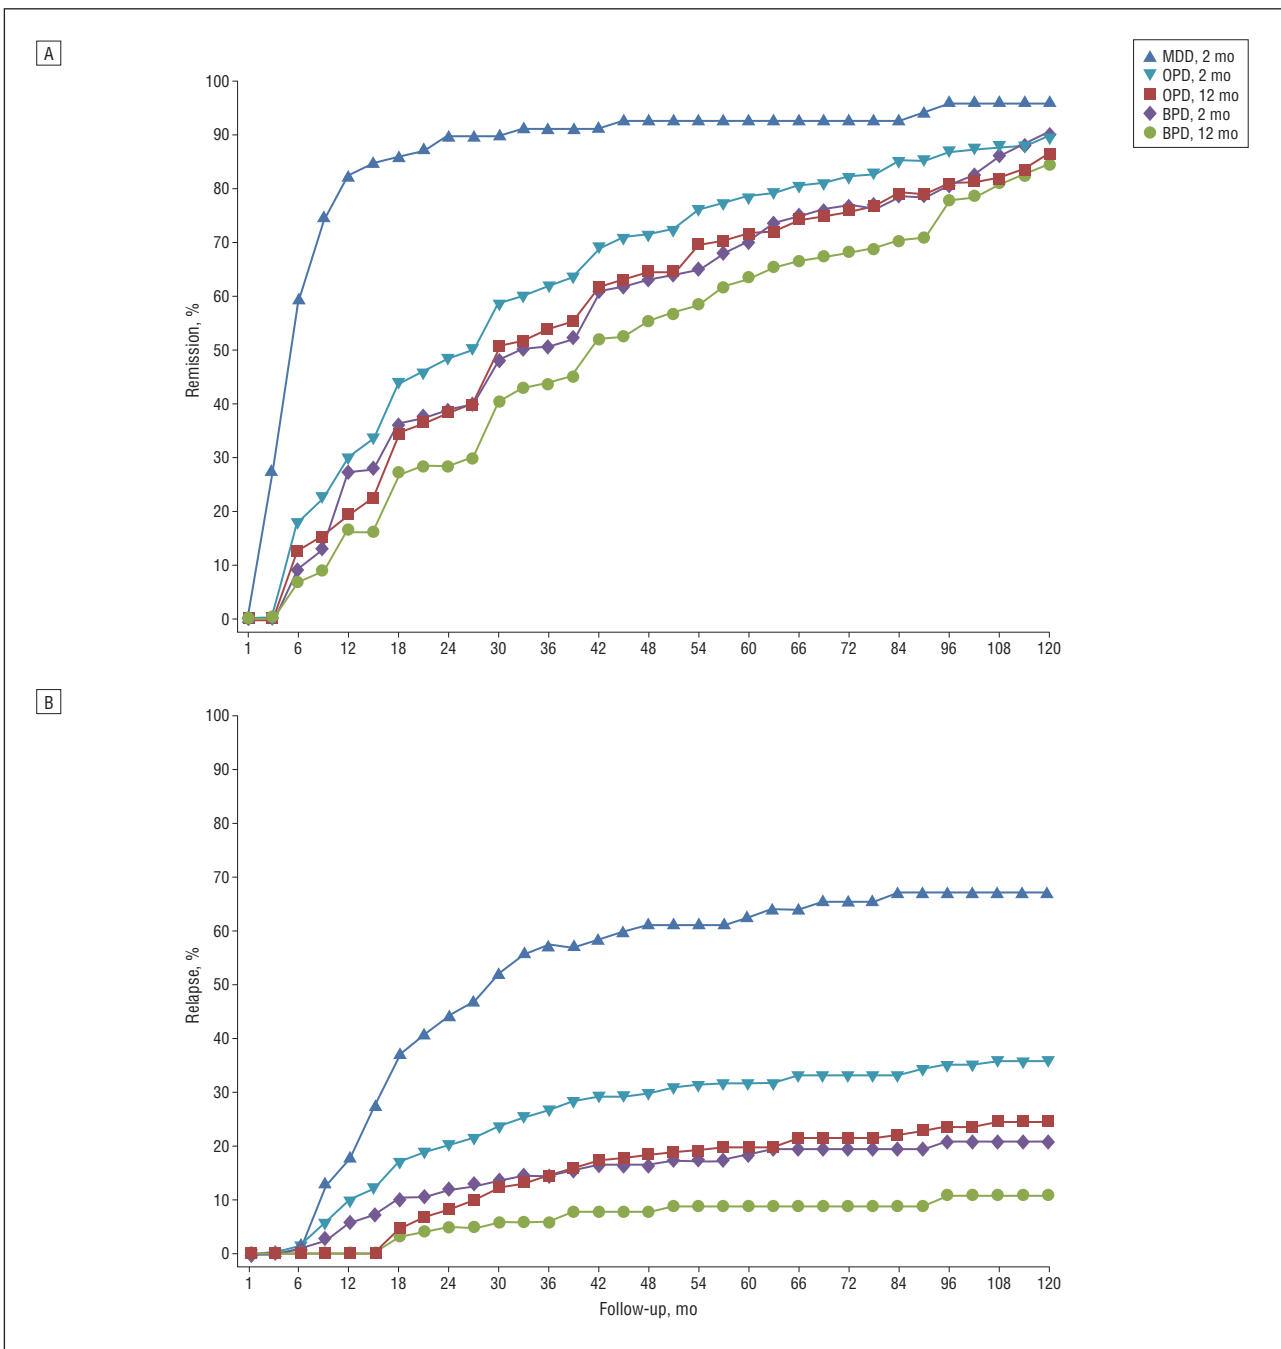 A
MDD, 2 mo
OPD, 2 mo
OPD, 12 mo
BPD, 2 mo
BPD, 12 mo
100
90
80
70
60
50
40
30
20
10
0
Remission, %
1 6 12 18 24 30 36 42 48 54 60 66 72 84 96 108 120
B
100
90
80
70
60
50
40
30
20
10
0
Relapse, %
1 6 12 18 24 30 36 42 48 54 60 66 72 84 96 108 120
Follow-up, mo